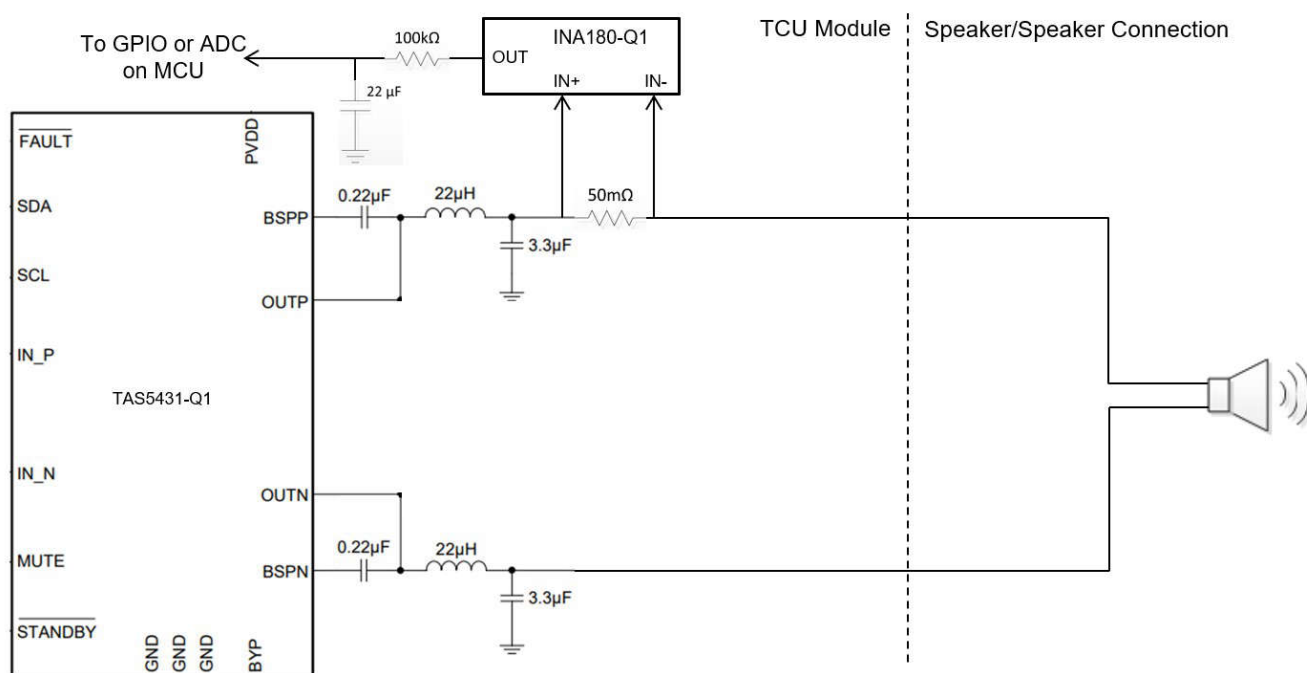 To GPIO or ADC
on MCU
100kΩ
22 µF
INA180-Q1
OUT
IN+
IN-
TCU Module
Speaker/Speaker Connection
FAULT
PVDD
SDA
BSPP
0.22µF
22µH
50mΩ
3.3µF
SCL
OUTP
IN_P
TAS5431-Q1
IN_N
OUTN
MUTE
BSPN
0.22µF
22µH
3.3µF
STANDBY
GND
GND
GND
BYP